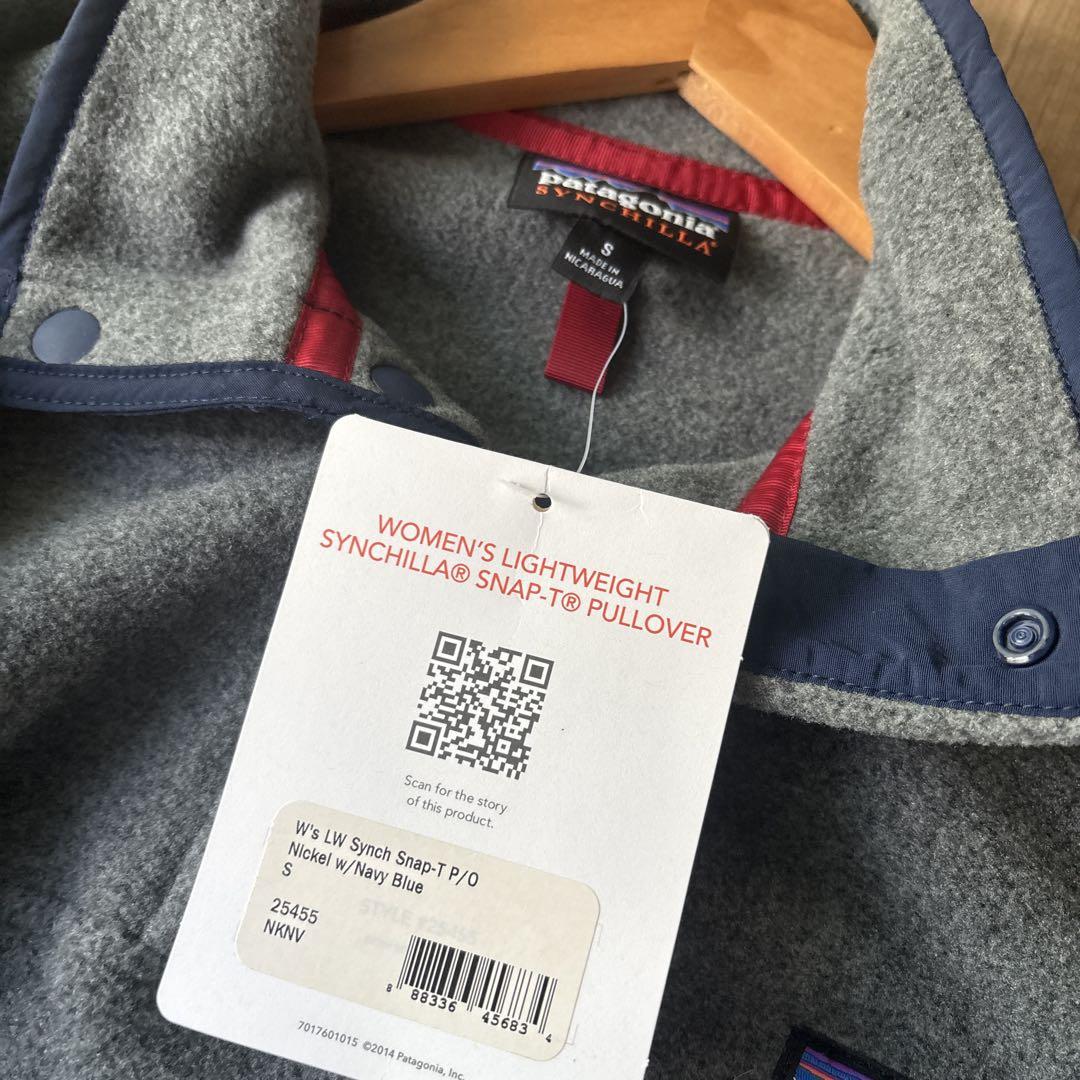 patagonia®
SYNCHILLA®
S
MADE IN
NICARAGUA
WOMEN'S LIGHTWEIGHT
SYNCHILLA® SNAP-T® PULLOVER
Scan for the story
of this product.
W's LW Synch Snap-T P/O
Nickel w/Navy Blue
S
25455
NKNV
8 88336 45683 4
7017601015 ©2014 Patagonia, Inc.